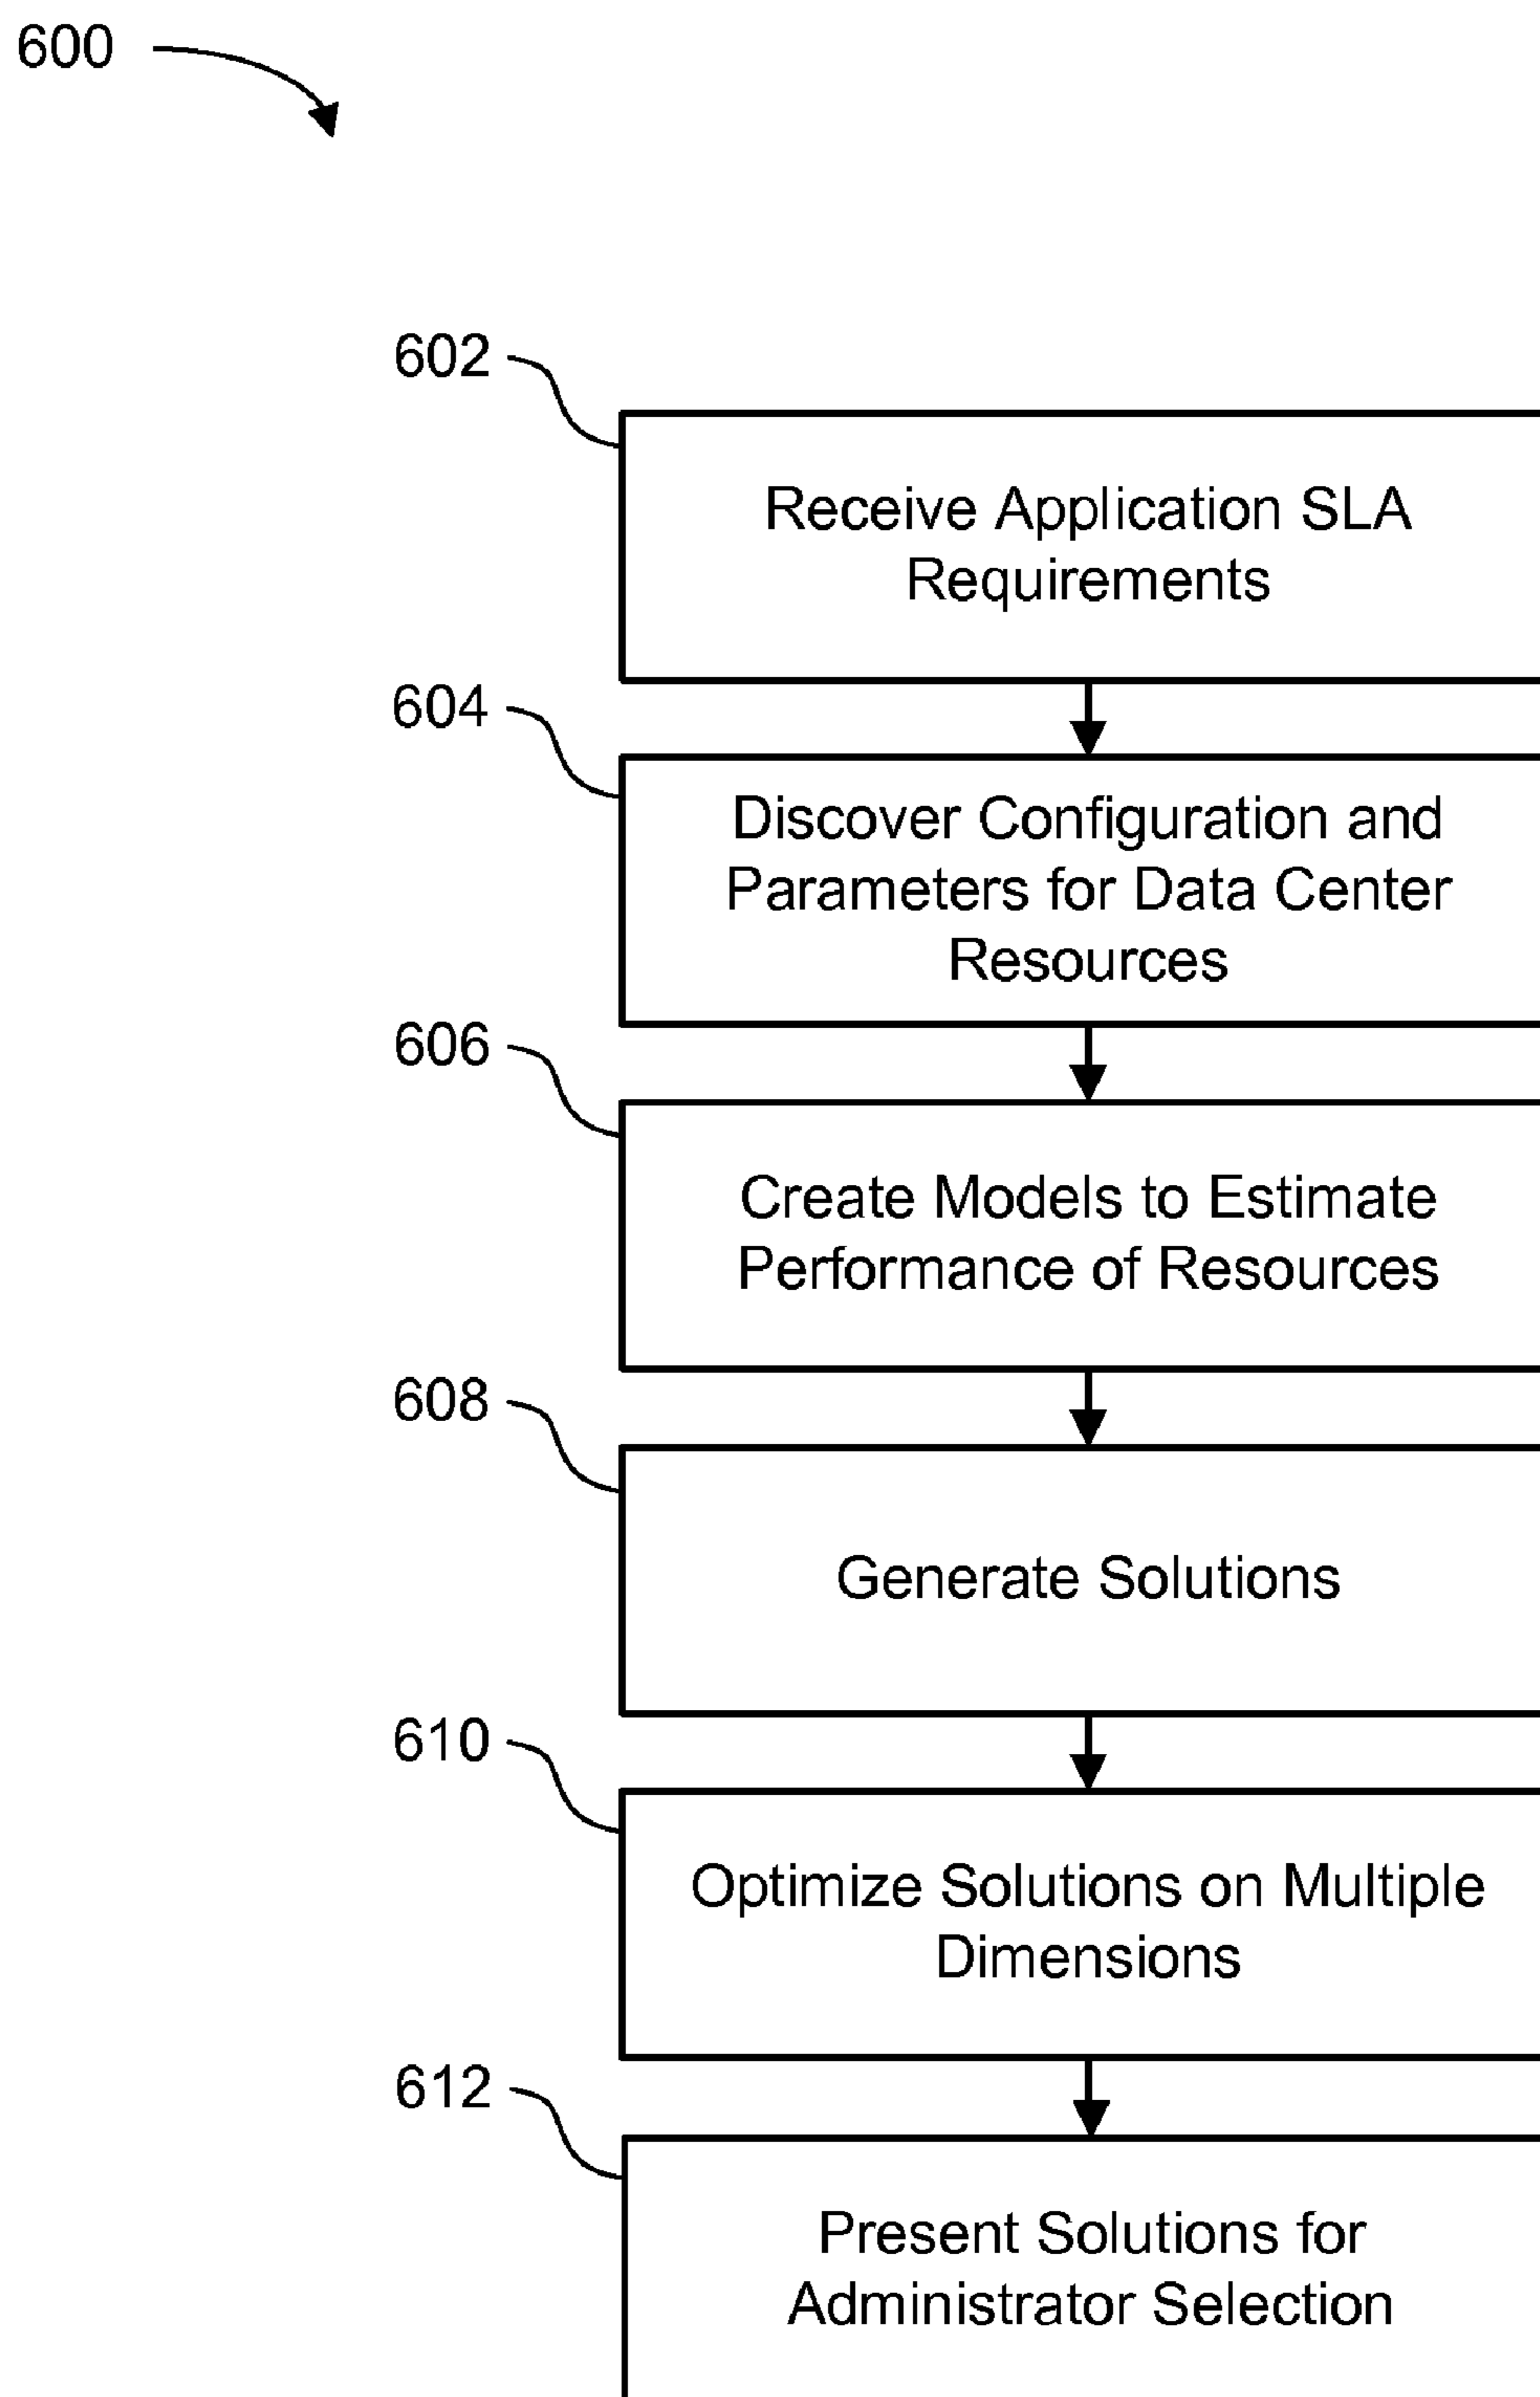 600
602
Receive Application SLA
Requirements
604
Discover Configuration and
Parameters for Data Center
Resources
606
Create Models to Estimate
Performance of Resources
608
Generate Solutions
610
Optimize Solutions on Multiple
Dimensions
612
Present Solutions for
Administrator Selection